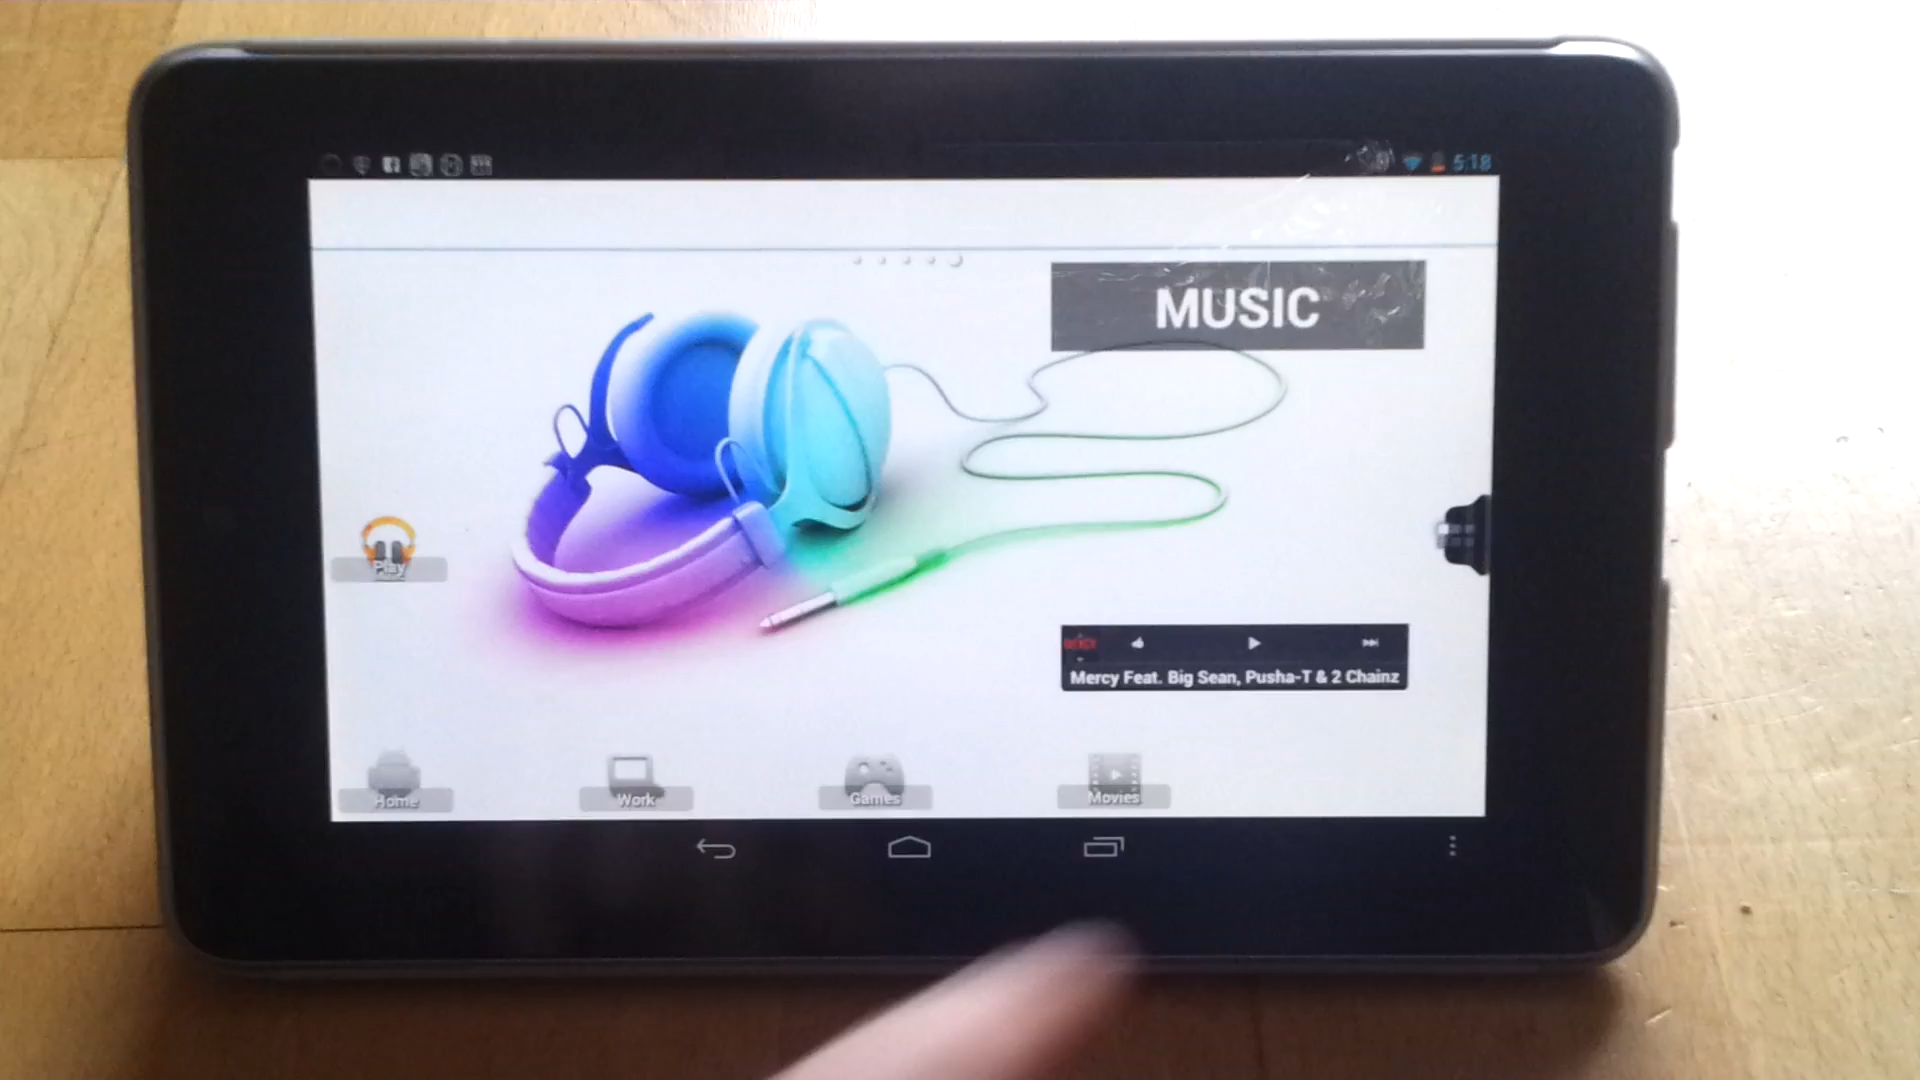 5:18
MUSIC
Play
Mercy Feat. Big Sean, Pusha-T & 2 Chainz
Home
Work
Games
Movies